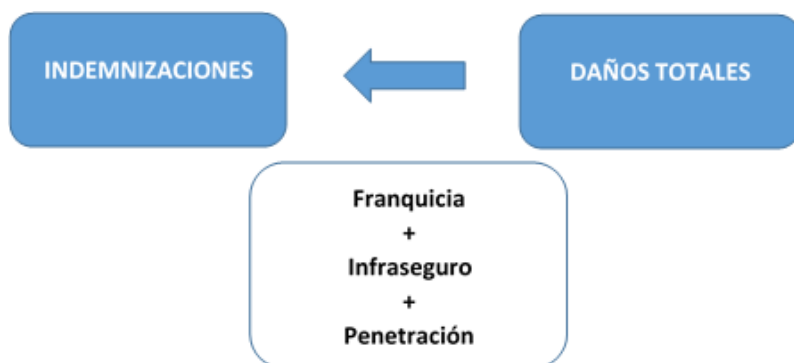 INDEMNIZACIONES
DAÑOS TOTALES
Franquicia
+
Infraseguro
+
Penetración